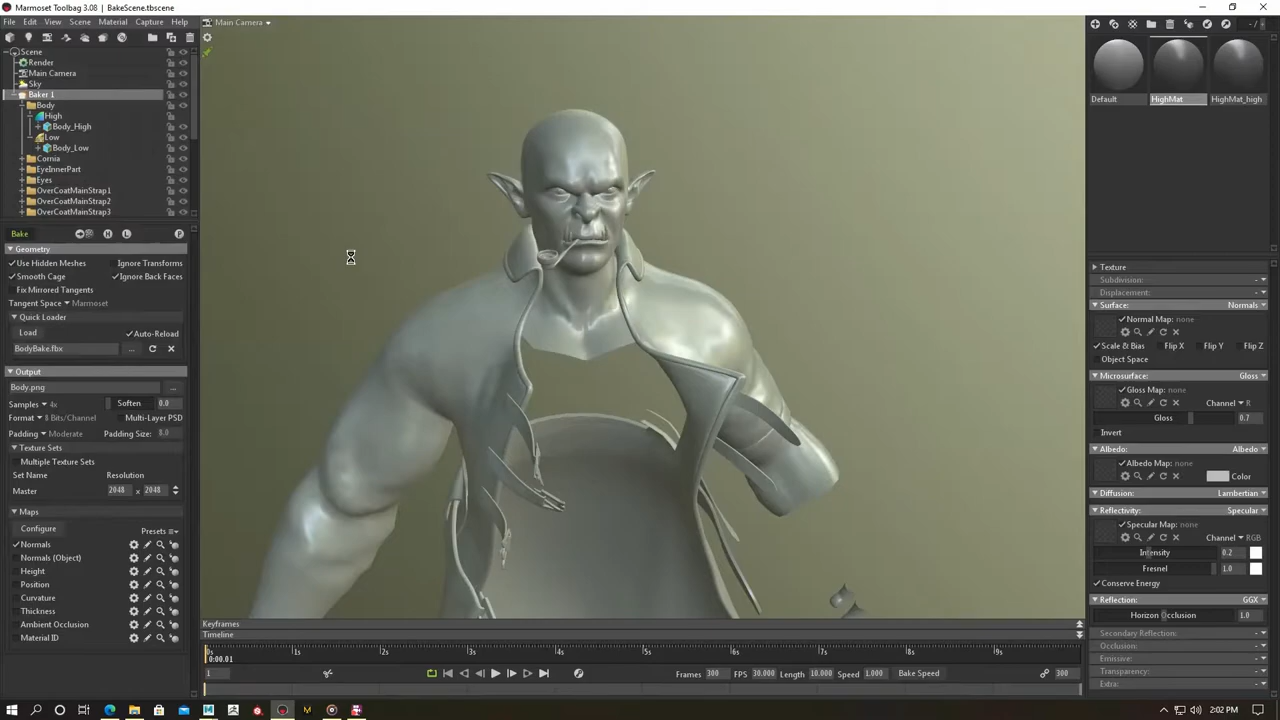 Marmoset Toolbag 3.08 | BakeScene.tbscene
File Edit View Scene Material Capture Help
Main Camera
Scene
Render
Main Camera
Sky
Baker 1
Body
High
Body_High
Low
Body_Low
Cornia
EyeInnerPart
Eyes
OverCoatMainStrap1
OverCoatMainStrap2
OverCoatMainStrap3
Bake H L P
Geometry
Use Hidden Meshes Ignore Transforms
Smooth Cage Ignore Back Faces
Fix Mirrored Tangents
Tangent Space Marmoset
Quick Loader
Load Auto-Reload
BodyBake.fbx ...
Output
Body.png ...
Samples 4x Soften 0.0
Format 8 Bits/Channel Multi-Layer PSD
Padding Moderate Padding Size: 8.0
Texture Sets
Multiple Texture Sets
Set Name Resolution
Master 2048 x 2048
Maps
Configure Presets
Normals
Normals (Object)
Height
Position
Curvature
Thickness
Ambient Occlusion
Material ID
Keyframes
Timeline
0s 1s 2s 3s 4s 5s 6s 7s 8s 9s
0:00.01
1 Frames 300 FPS 30.000 Length 10.000 Speed 1.000 Bake Speed 300
Default HighMat HighMat_high
Texture
Subdivision:
Displacement:
Surface: Normals
Normal Map: none
Scale & Bias Flip X Flip Y Flip Z
Object Space
Microsurface: Gloss
Gloss Map: none
Channel R
Gloss 0.7
Invert
Albedo: Albedo
Albedo Map: none
Color
Diffusion: Lambertian
Reflectivity: Specular
Specular Map: none
Channel RGB
Intensity 0.2
Fresnel 1.0
Conserve Energy
Reflection: GGX
Horizon Occlusion 1.0
Secondary Reflection:
Occlusion:
Emissive:
Transparency:
Extra:
2:02 PM